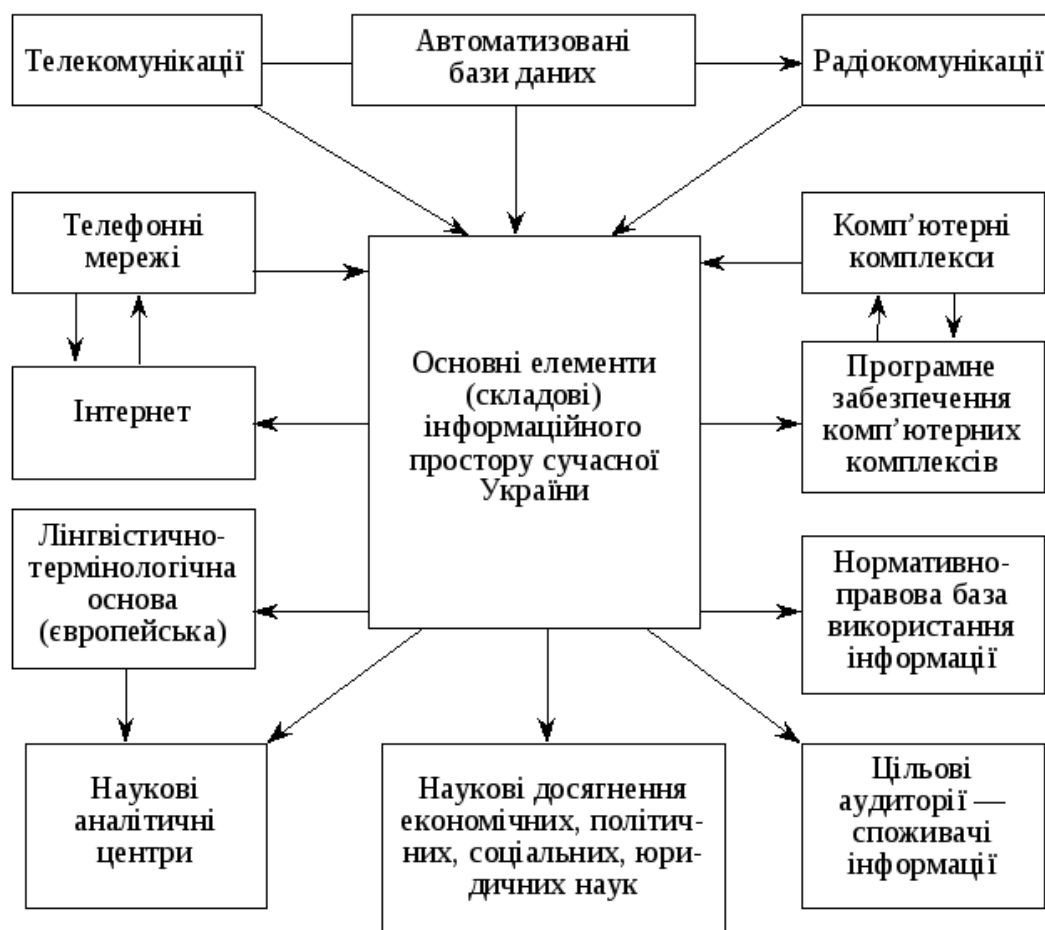 Телекомунікації
Автоматизовані
бази даних
Радіокомунікації
Телефонні
мережі
Комп’ютерні
комплекси
Інтернет
Основні елементи
(складові)
інформаційного
простору сучасної
України
Програмне
забезпечення
комп’ютерних
комплексів
Лінгвістично-
термінологічна
основа
(європейська)
Нормативно-
правова база
використання
інформації
Наукові
аналітичні
центри
Наукові досягнення
економічних, політич-
них, соціальних, юри-
дичних наук
Цільові
аудиторії —
споживачі
інформації